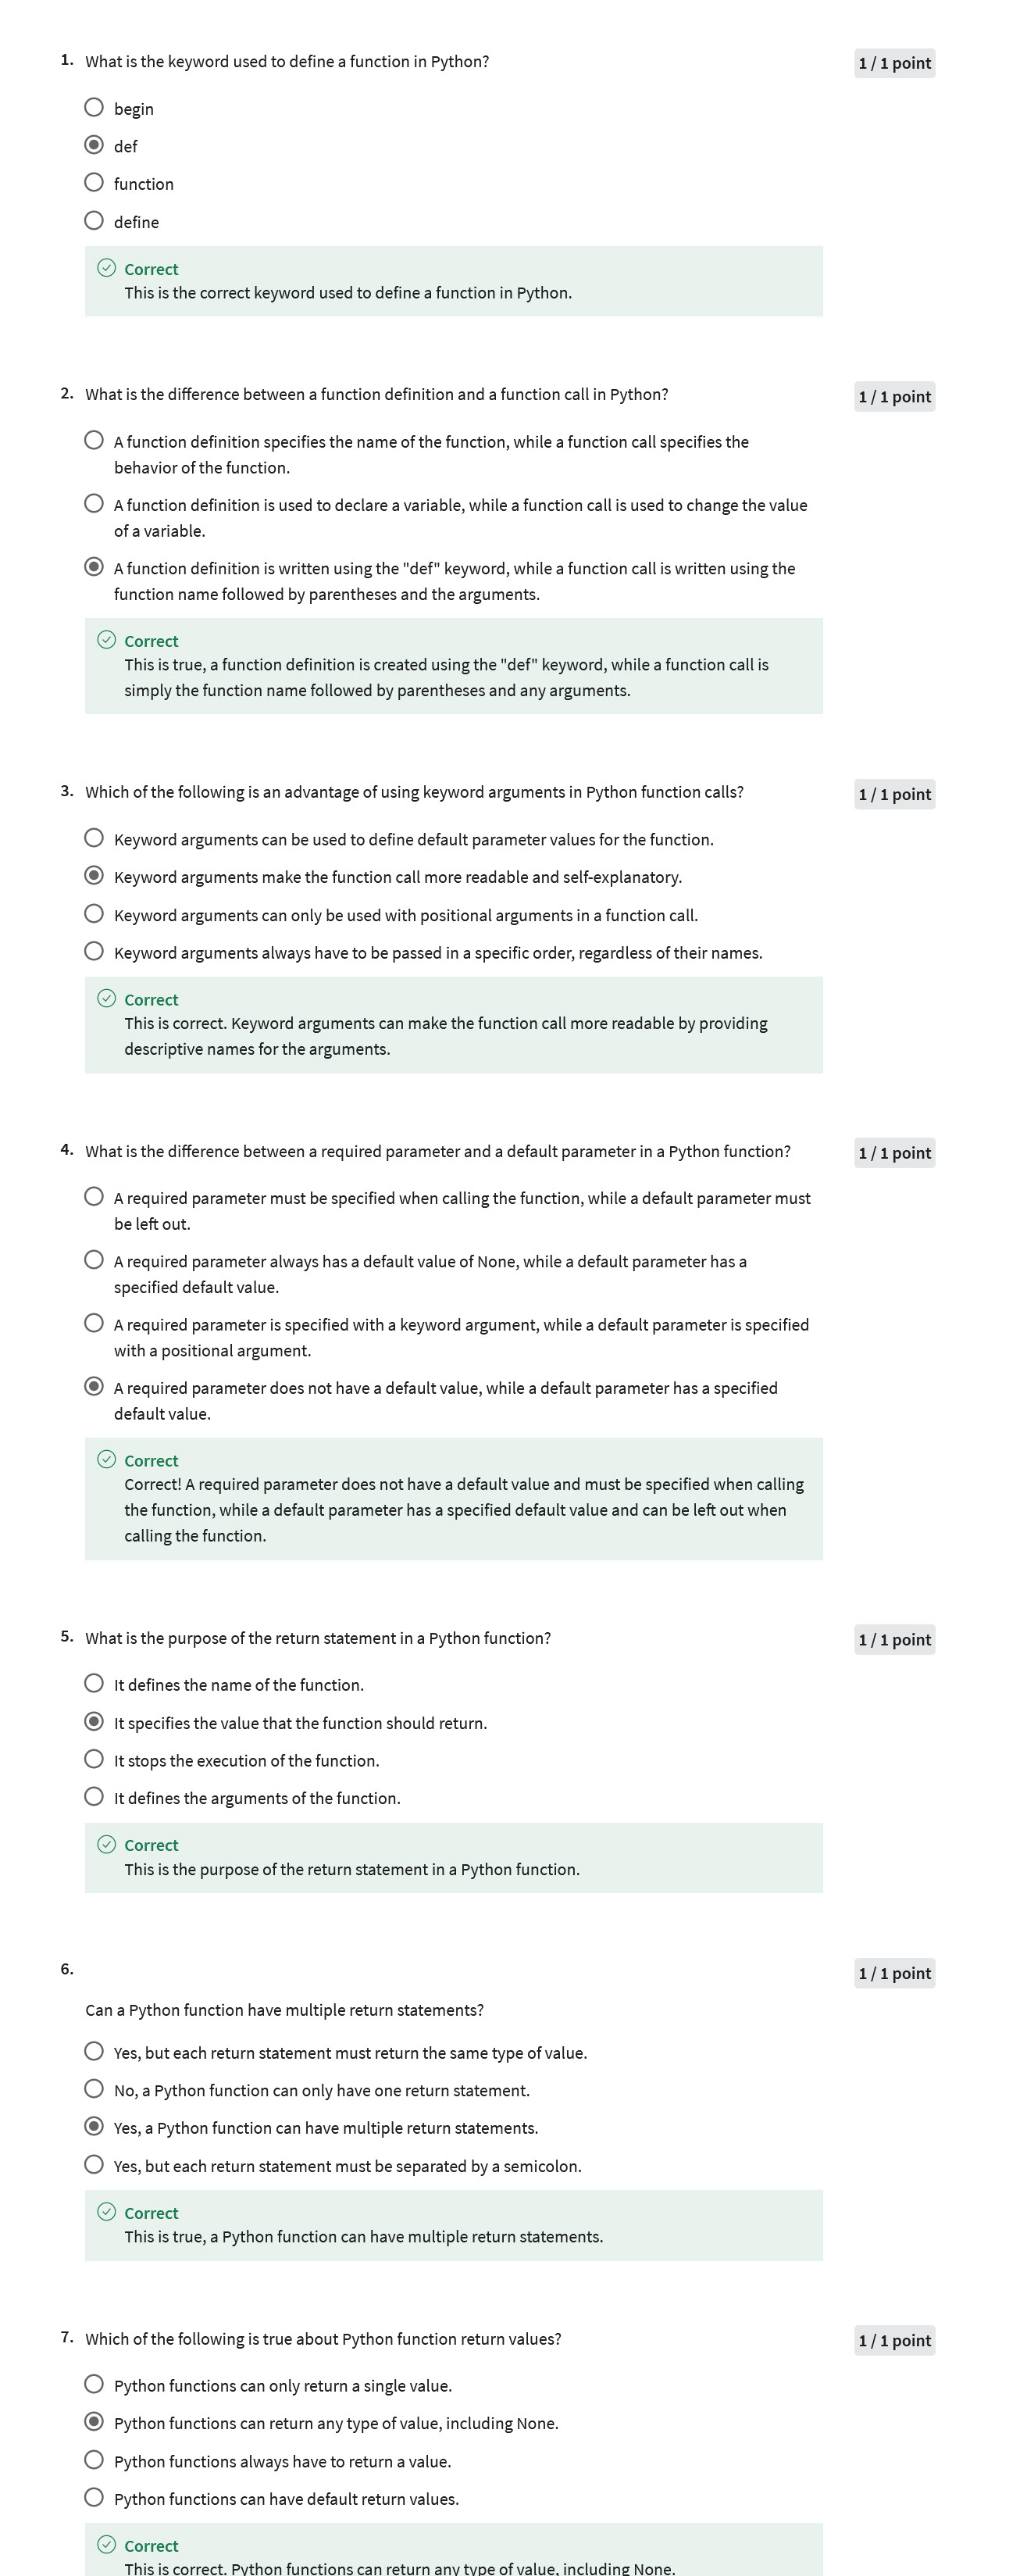 1. What is the keyword used to define a function in Python?
1 / 1 point
begin
def
function
define
Correct
This is the correct keyword used to define a function in Python.
2. What is the difference between a function definition and a function call in Python?
1 / 1 point
A function definition specifies the name of the function, while a function call specifies the
behavior of the function.
A function definition is used to declare a variable, while a function call is used to change the value
of a variable.
A function definition is written using the "def" keyword, while a function call is written using the
function name followed by parentheses and the arguments.
Correct
This is true, a function definition is created using the "def" keyword, while a function call is
simply the function name followed by parentheses and any arguments.
3. Which of the following is an advantage of using keyword arguments in Python function calls?
1 / 1 point
Keyword arguments can be used to define default parameter values for the function.
Keyword arguments make the function call more readable and self-explanatory.
Keyword arguments can only be used with positional arguments in a function call.
Keyword arguments always have to be passed in a specific order, regardless of their names.
Correct
This is correct. Keyword arguments can make the function call more readable by providing
descriptive names for the arguments.
4. What is the difference between a required parameter and a default parameter in a Python function?
1 / 1 point
A required parameter must be specified when calling the function, while a default parameter must
be left out.
A required parameter always has a default value of None, while a default parameter has a
specified default value.
A required parameter is specified with a keyword argument, while a default parameter is specified
with a positional argument.
A required parameter does not have a default value, while a default parameter has a specified
default value.
Correct
Correct! A required parameter does not have a default value and must be specified when calling
the function, while a default parameter has a specified default value and can be left out when
calling the function.
5. What is the purpose of the return statement in a Python function?
1 / 1 point
It defines the name of the function.
It specifies the value that the function should return.
It stops the execution of the function.
It defines the arguments of the function.
Correct
This is the purpose of the return statement in a Python function.
6.
1 / 1 point
Can a Python function have multiple return statements?
Yes, but each return statement must return the same type of value.
No, a Python function can only have one return statement.
Yes, a Python function can have multiple return statements.
Yes, but each return statement must be separated by a semicolon.
Correct
This is true, a Python function can have multiple return statements.
7. Which of the following is true about Python function return values?
1 / 1 point
Python functions can only return a single value.
Python functions can return any type of value, including None.
Python functions always have to return a value.
Python functions can have default return values.
Correct
This is correct. Python functions can return any type of value, including None.